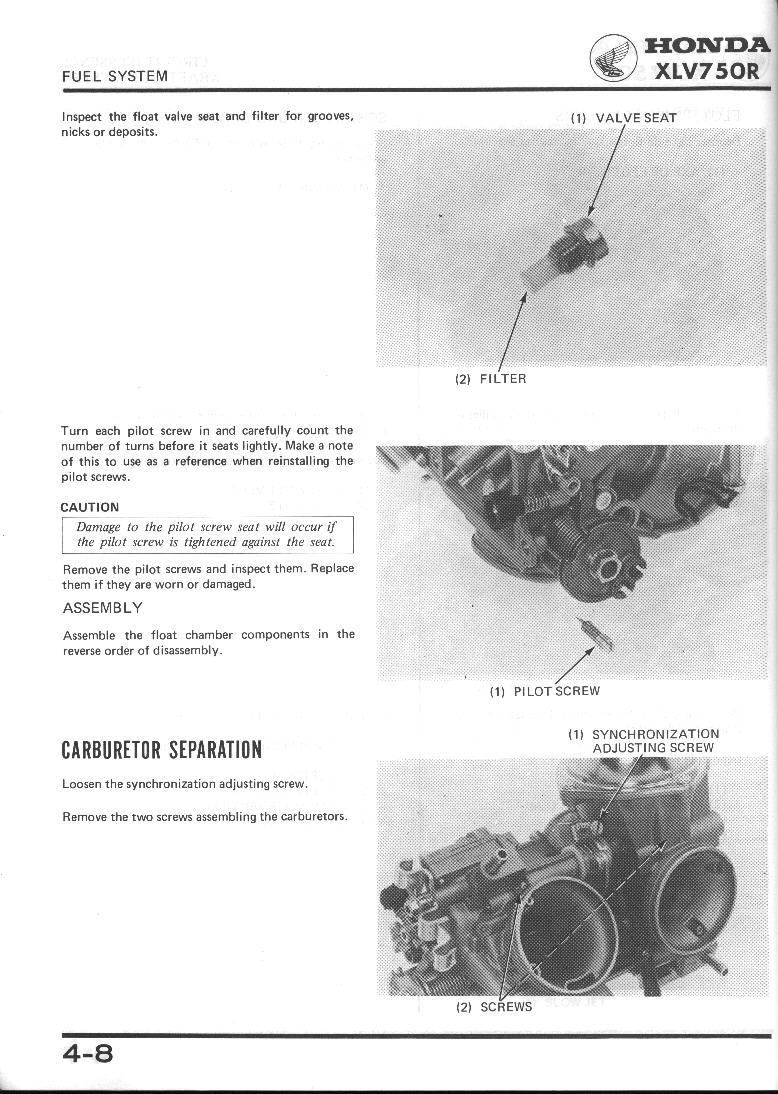 FUEL SYSTEM
HONDA
XLV750R
Inspect the float valve seat and filter for grooves,
nicks or deposits.
(1) VALVE SEAT
(2) FILTER
Turn each pilot screw in and carefully count the
number of turns before it seats lightly. Make a note
of this to use as a reference when reinstalling the
pilot screws.
CAUTION
Damage to the pilot screw seat will occur if
the pilot screw is tightened against the seat.
Remove the pilot screws and inspect them. Replace
them if they are worn or damaged.
ASSEMBLY
Assemble the float chamber components in the
reverse order of disassembly.
(1) PILOT SCREW
CARBURETOR SEPARATION
Loosen the synchronization adjusting screw.
Remove the two screws assembling the carburetors.
(1) SYNCHRONIZATION
ADJUSTING SCREW
(2) SCREWS
SLOW JET
4-8